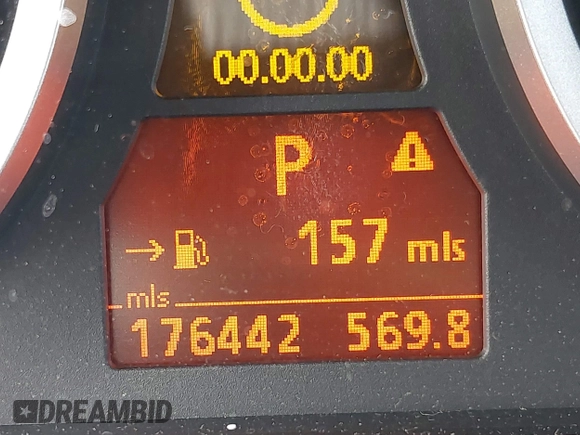 00.00.00
P
157 mls
mls
176442 569.8
DREAMBID